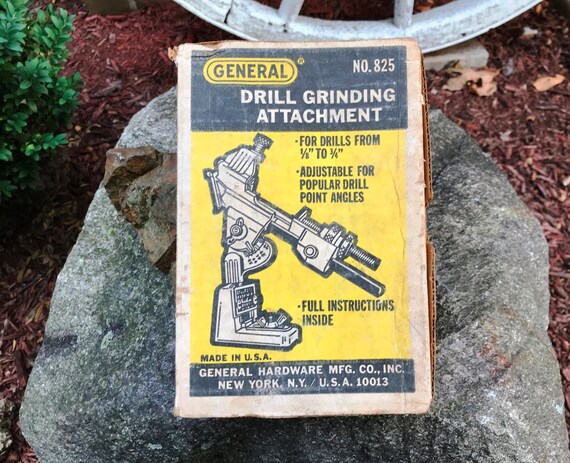 GENERAL®
NO. 825
DRILL GRINDING
ATTACHMENT
• FOR DRILLS FROM
⅛" TO ¾"
• ADJUSTABLE FOR
POPULAR DRILL
POINT ANGLES
• FULL INSTRUCTIONS
INSIDE
MADE IN U.S.A.
GENERAL HARDWARE MFG. CO., INC.
NEW YORK, N.Y. / U.S.A. 10013